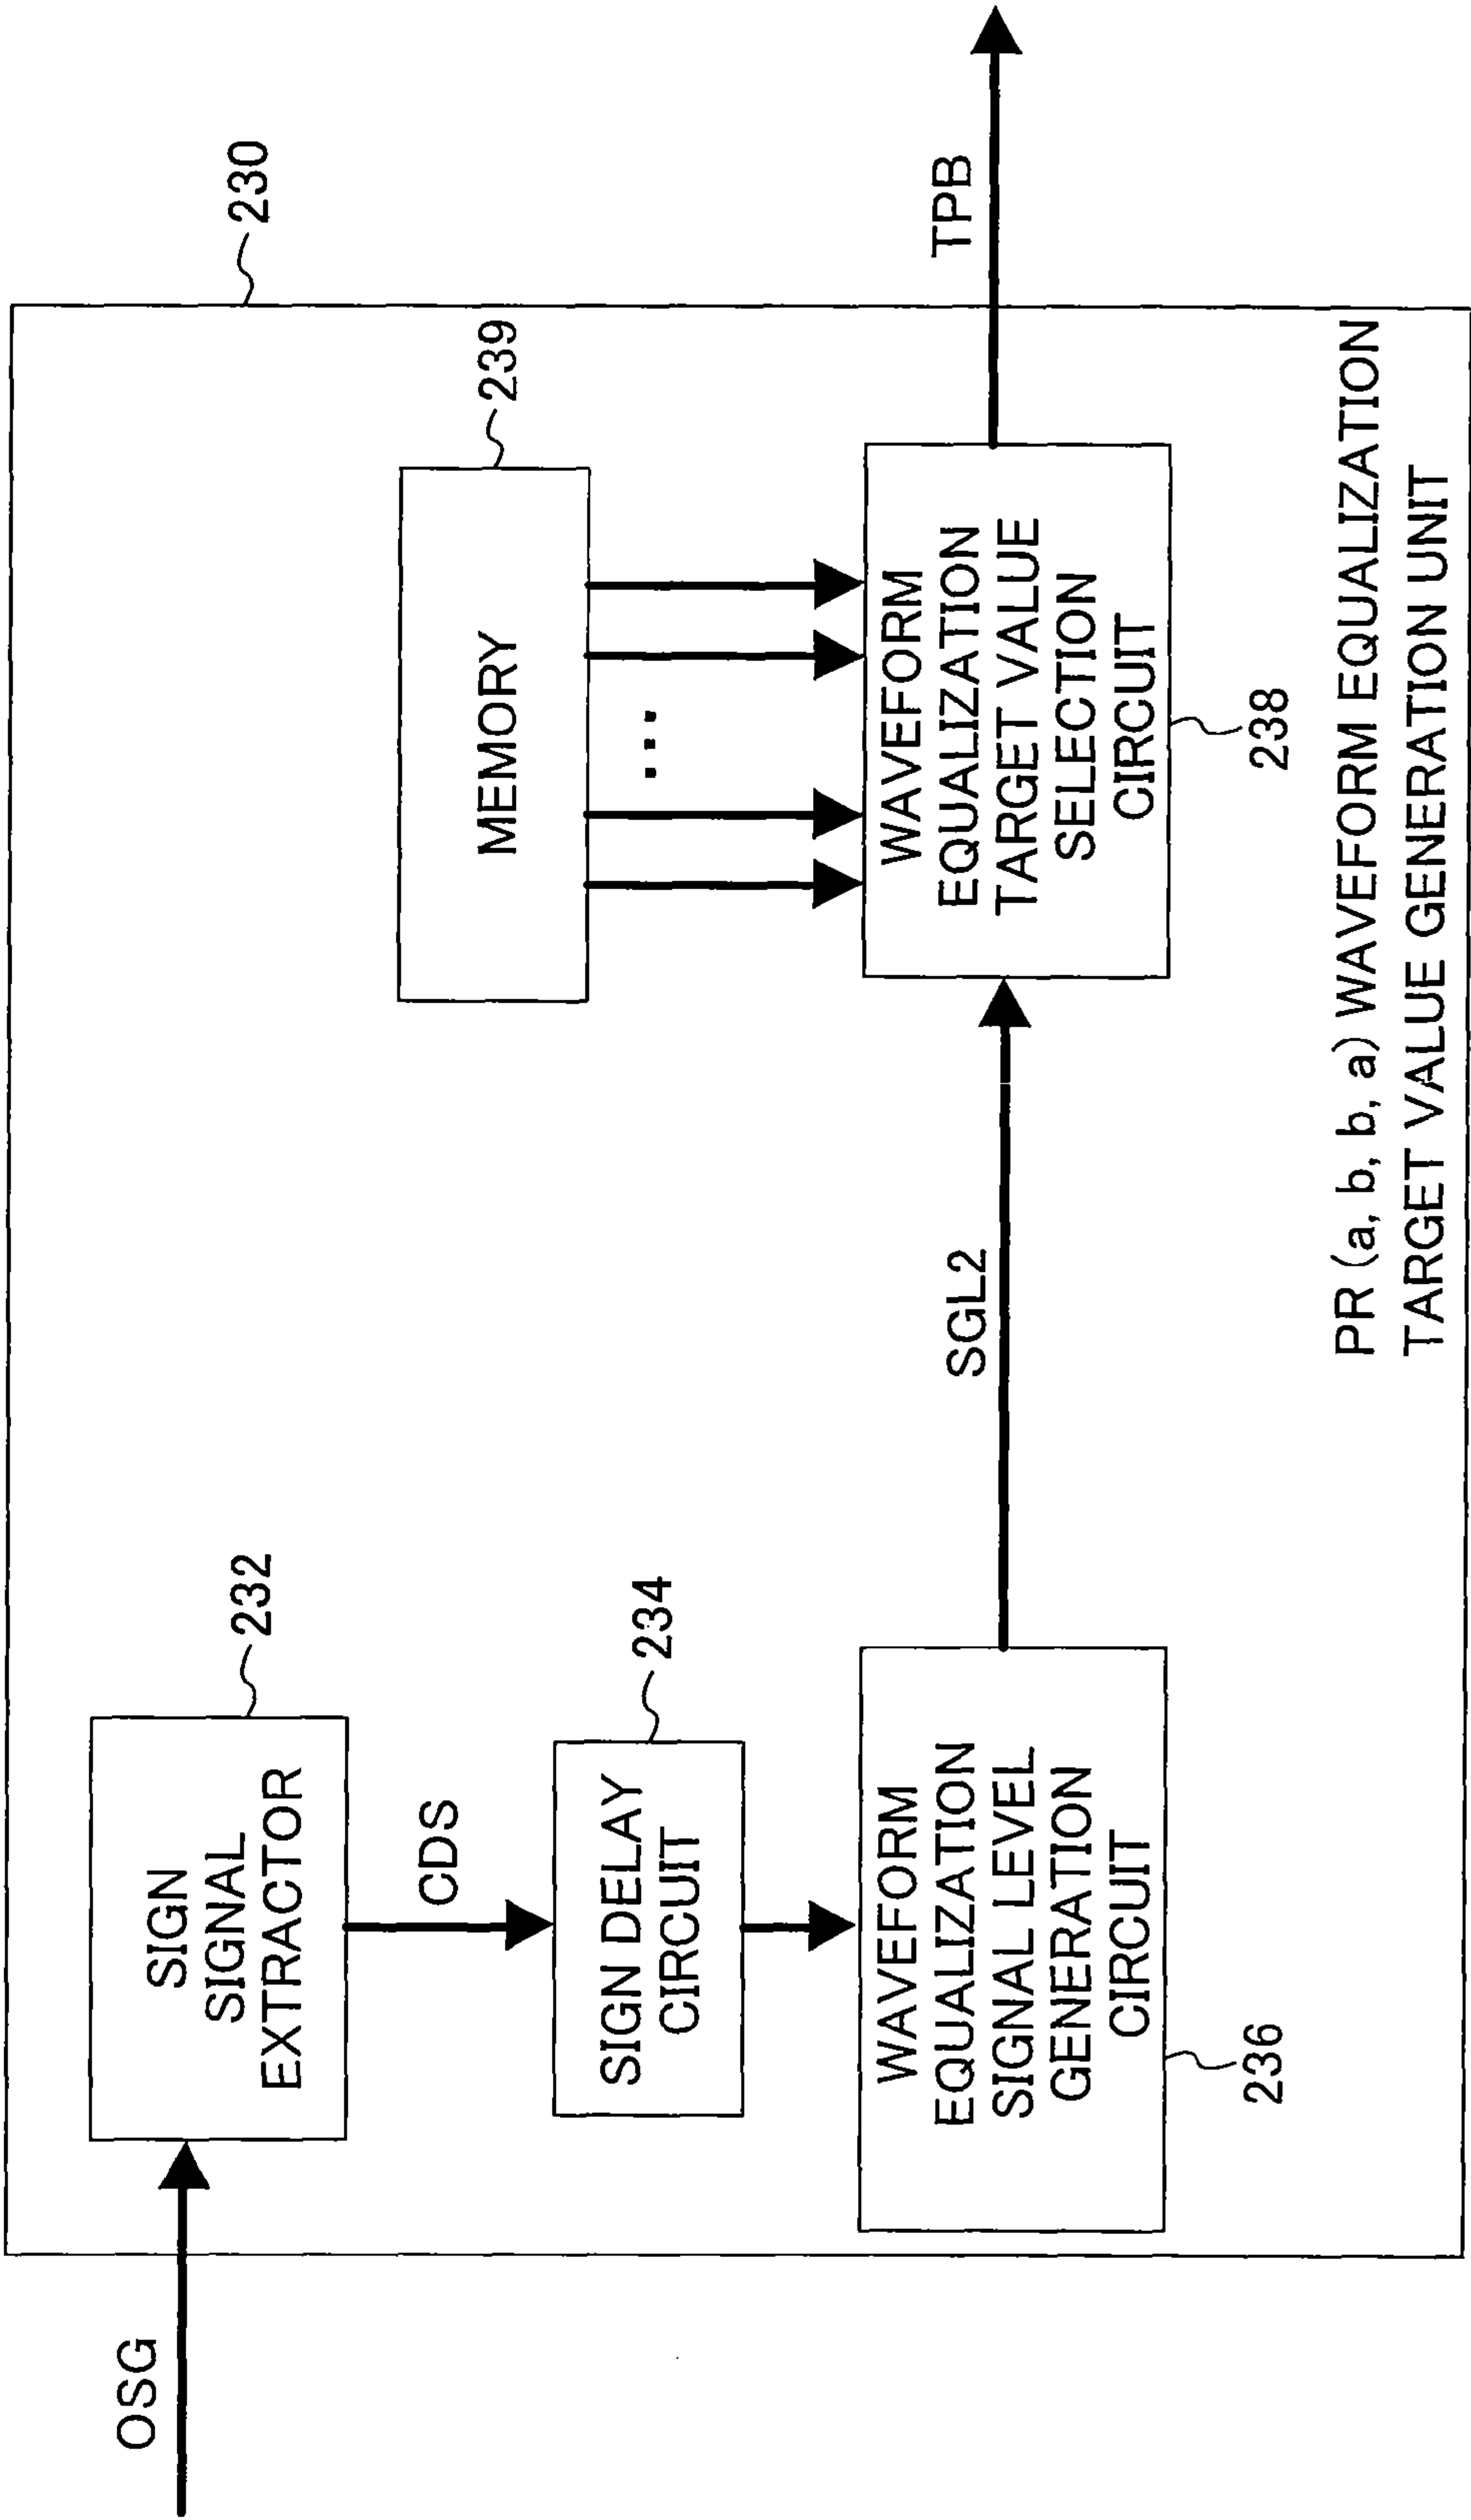 230
OSG
SIGN
SIGNAL
EXTRACTOR
232
CDS
SIGN DELAY
CIRCUIT
234
WAVEFORM
EQUALIZATION
SIGNAL LEVEL
GENERATION
CIRCUIT
236
SGL2
MEMORY
239
...
WAVEFORM
EQUALIZATION
TARGET VALUE
SELECTION
CIRCUIT
238
TPB
PR (a, b, b, a) WAVEFORM EQUALIZATION
TARGET VALUE GENERATION UNIT